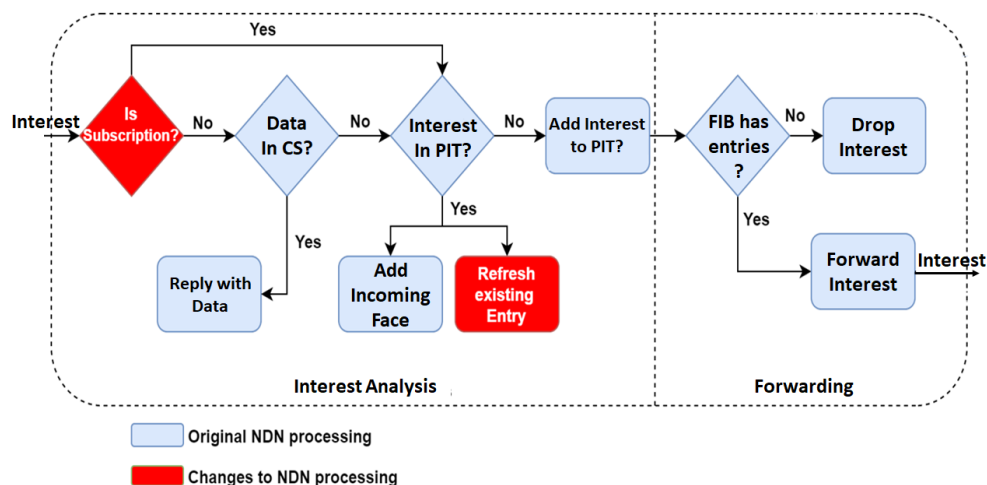 Yes
Interest
Is
Subscription?
No
Data
In CS?
No
Interest
In PIT?
No
Add Interest
to PIT?
FIB has
entries
?
No
Drop
Interest
Yes
Reply with
Data
Yes
Add
Incoming
Face
Refresh
existing
Entry
Yes
Forward
Interest
Interest
Interest Analysis
Forwarding
Original NDN processing
Changes to NDN processing